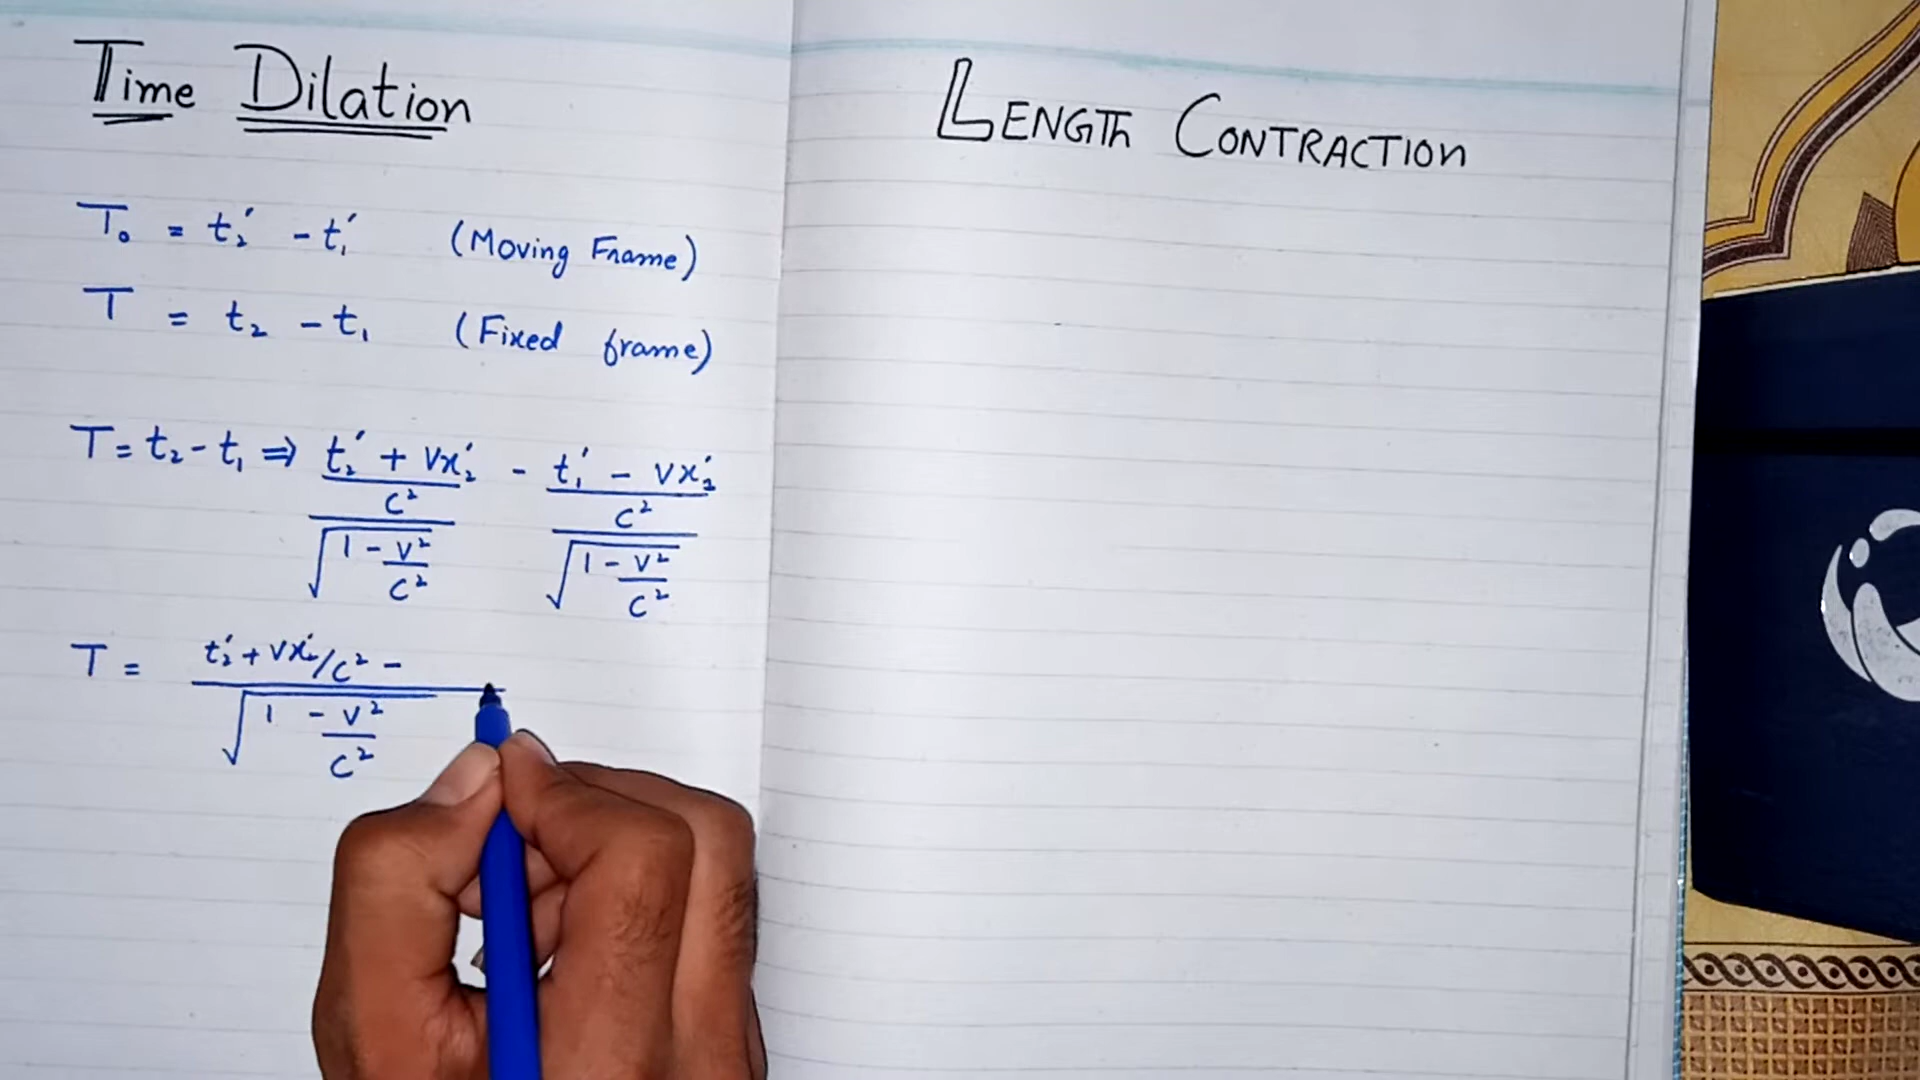 Time Dilation
LENGTH CONTRACTION
T₀ = t₂′ - t₁′ (Moving Frame)
T = t₂ - t₁ (Fixed frame)
T = t₂ - t₁ ⇒ t₂′ + vx₂′ - t₁′ - vx₂′
c² c²
√1 - v² √1 - v²
c² c²
T = t₂′ + vx₂′/c² -
√1 - v²
c²